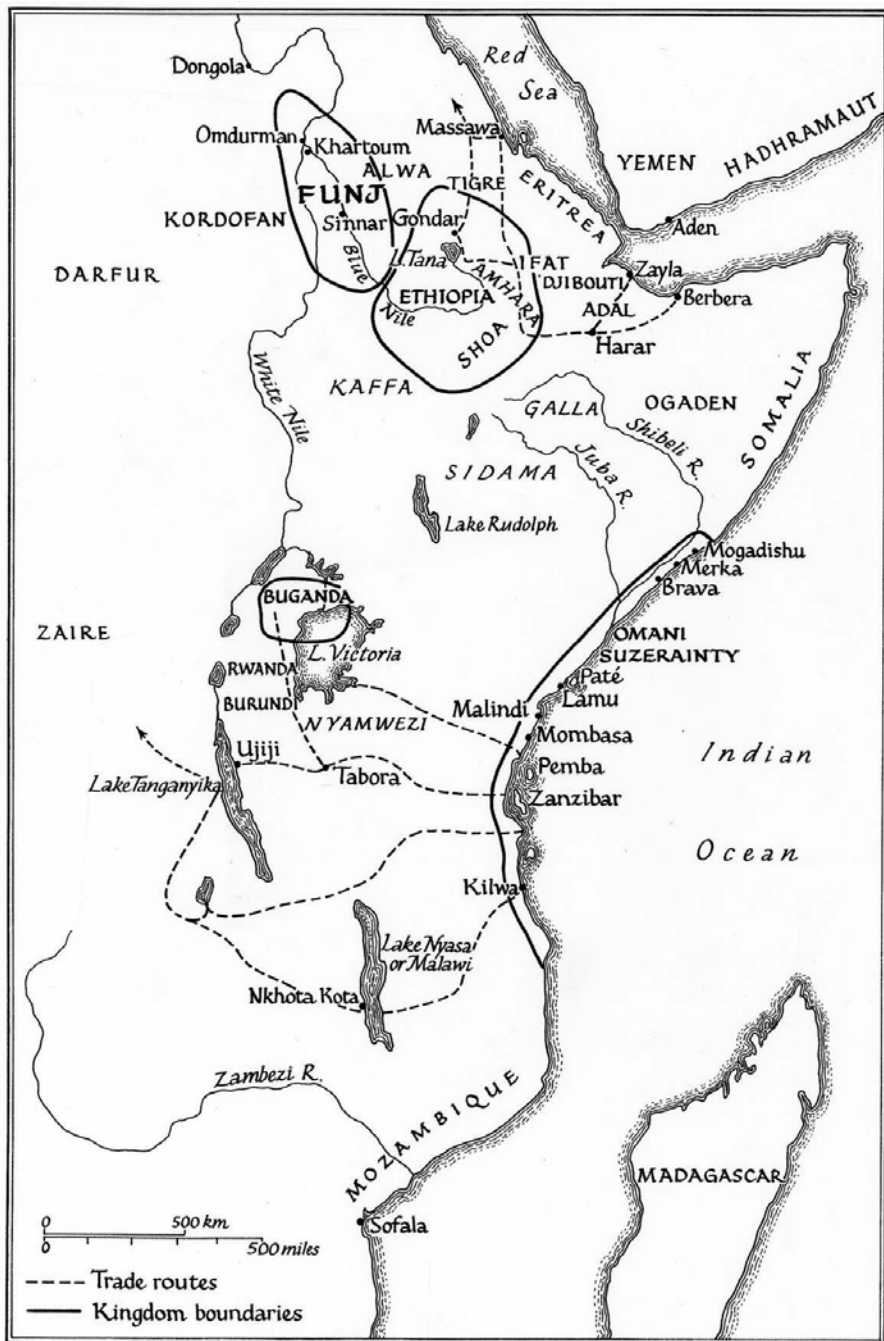 Dongola
Red
Sea
Omdurman
Khartoum
ALWA
Massawa
YEMEN
HADHRAMAUT
FUNJ
TIGRE
ERITREA
KORDOFAN
Sinnar
Gondar
Aden
DARFUR
Blue
L. Tana
AMHARA
IFAT
DJIBOUTI
Zayla
ETHIOPIA
Nile
ADAL
Berbera
SHOA
Harar
White Nile
KAFFA
GALLA
OGADEN
SOMALIA
Shibeli R.
SIDAMA
Juba R.
Lake Rudolph
Mogadishu
Merka
Brava
BUGANDA
ZAIRE
L. Victoria
OMANI
SUZERAINTY
RWANDA
Paté
Lamu
BURUNDI
NYAMWEZI
Malindi
Mombasa
Indian
Ujiji
Tabora
Pemba
Lake Tanganyika
Zanzibar
Ocean
Kilwa
Lake Nyasa
or Malawi
Nkhota Kota
Zambezi R.
MOZAMBIQUE
MADAGASCAR
Sofala
0 500 km
0 500 miles
Trade routes
Kingdom boundaries